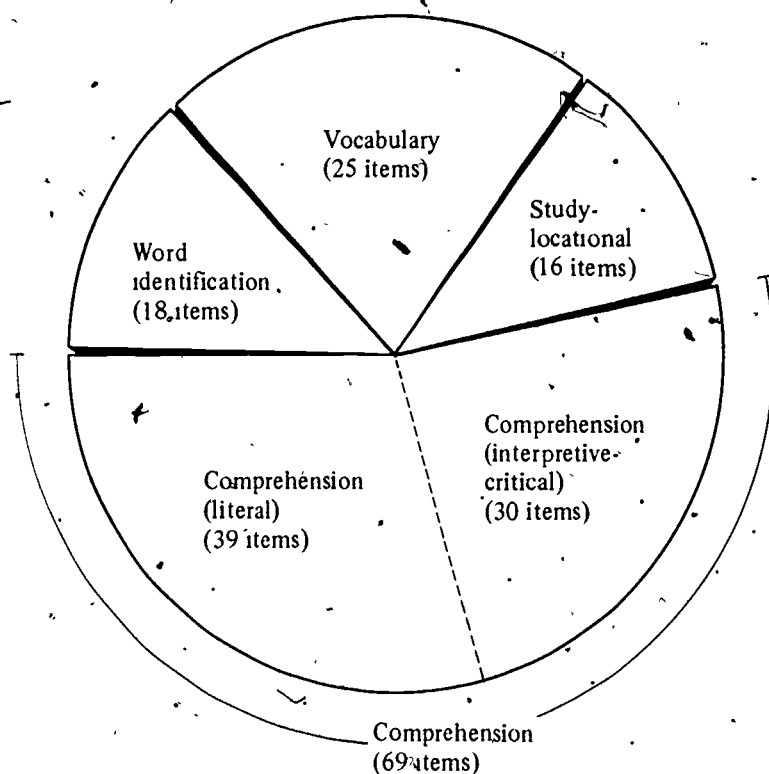 Vocabulary
(25 items)
Study-
locational
(16 items)
Word
identification
(18 items)
Comprehension
(interpretive-
critical)
(30 items)
Comprehension
(literal)
(39 items)
Comprehension
(69 items)